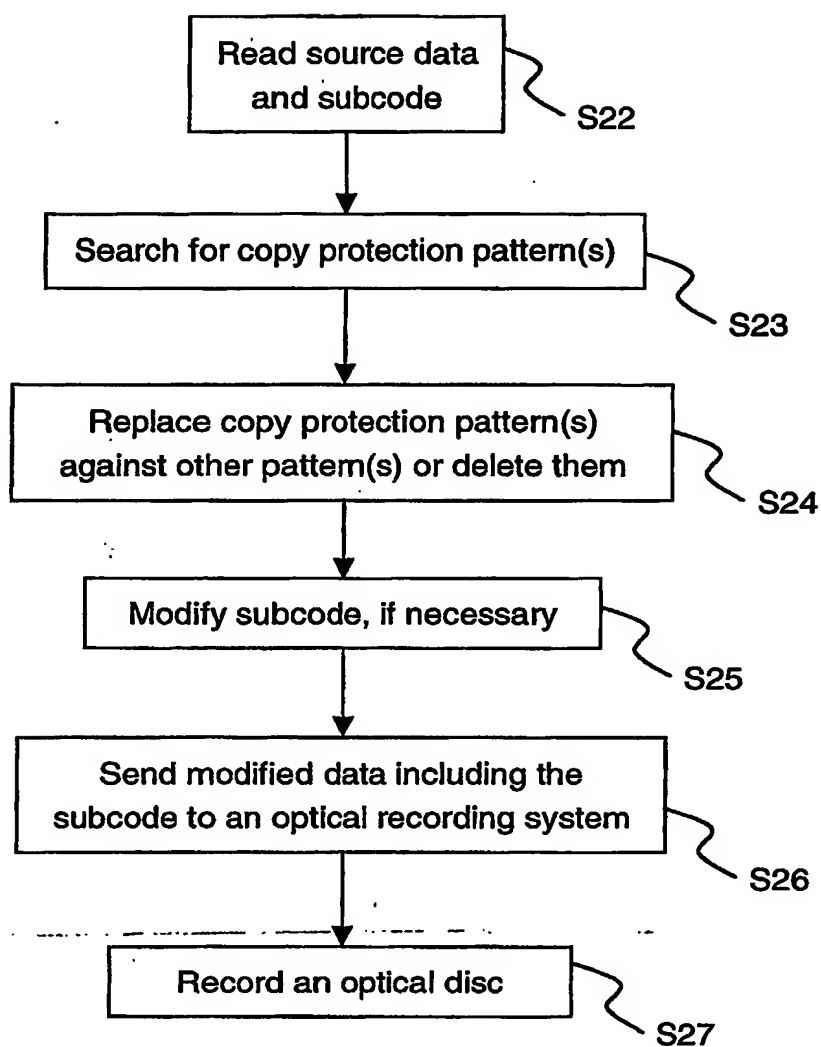 Read source data
and subcode
S22
Search for copy protection pattern(s)
S23
Replace copy protection pattern(s)
against other pattern(s) or delete them
S24
Modify subcode, if necessary
S25
Send modified data including the
subcode to an optical recording system
S26
Record an optical disc
S27